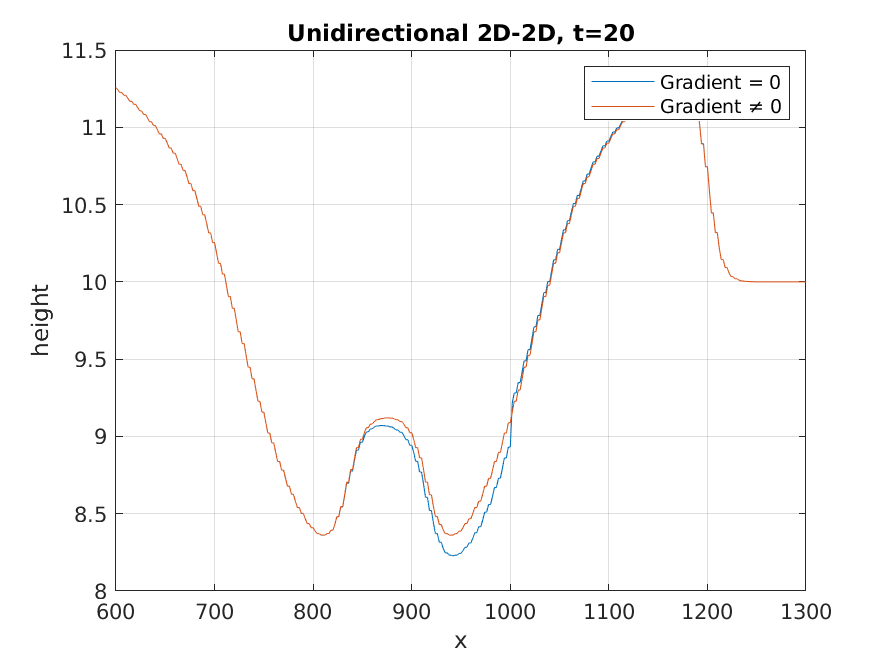 Unidirectional 2D-2D, t=20
11.5
Gradient = 0
Gradient ≠ 0
11
10.5
10
9.5
9
8.5
8
height
600 700 800 900 1000 1100 1200 1300
x